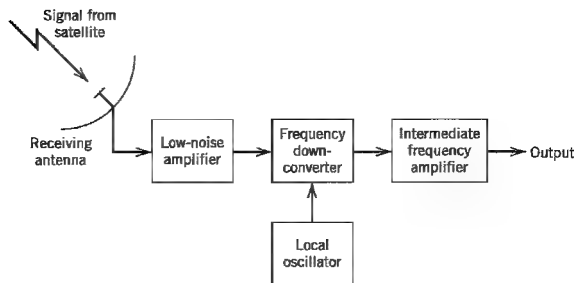 Signal from
satellite
Receiving
antenna
Low-noise
amplifier
Frequency
down-
converter
Intermediate
frequency
amplifier
Output
Local
oscillator